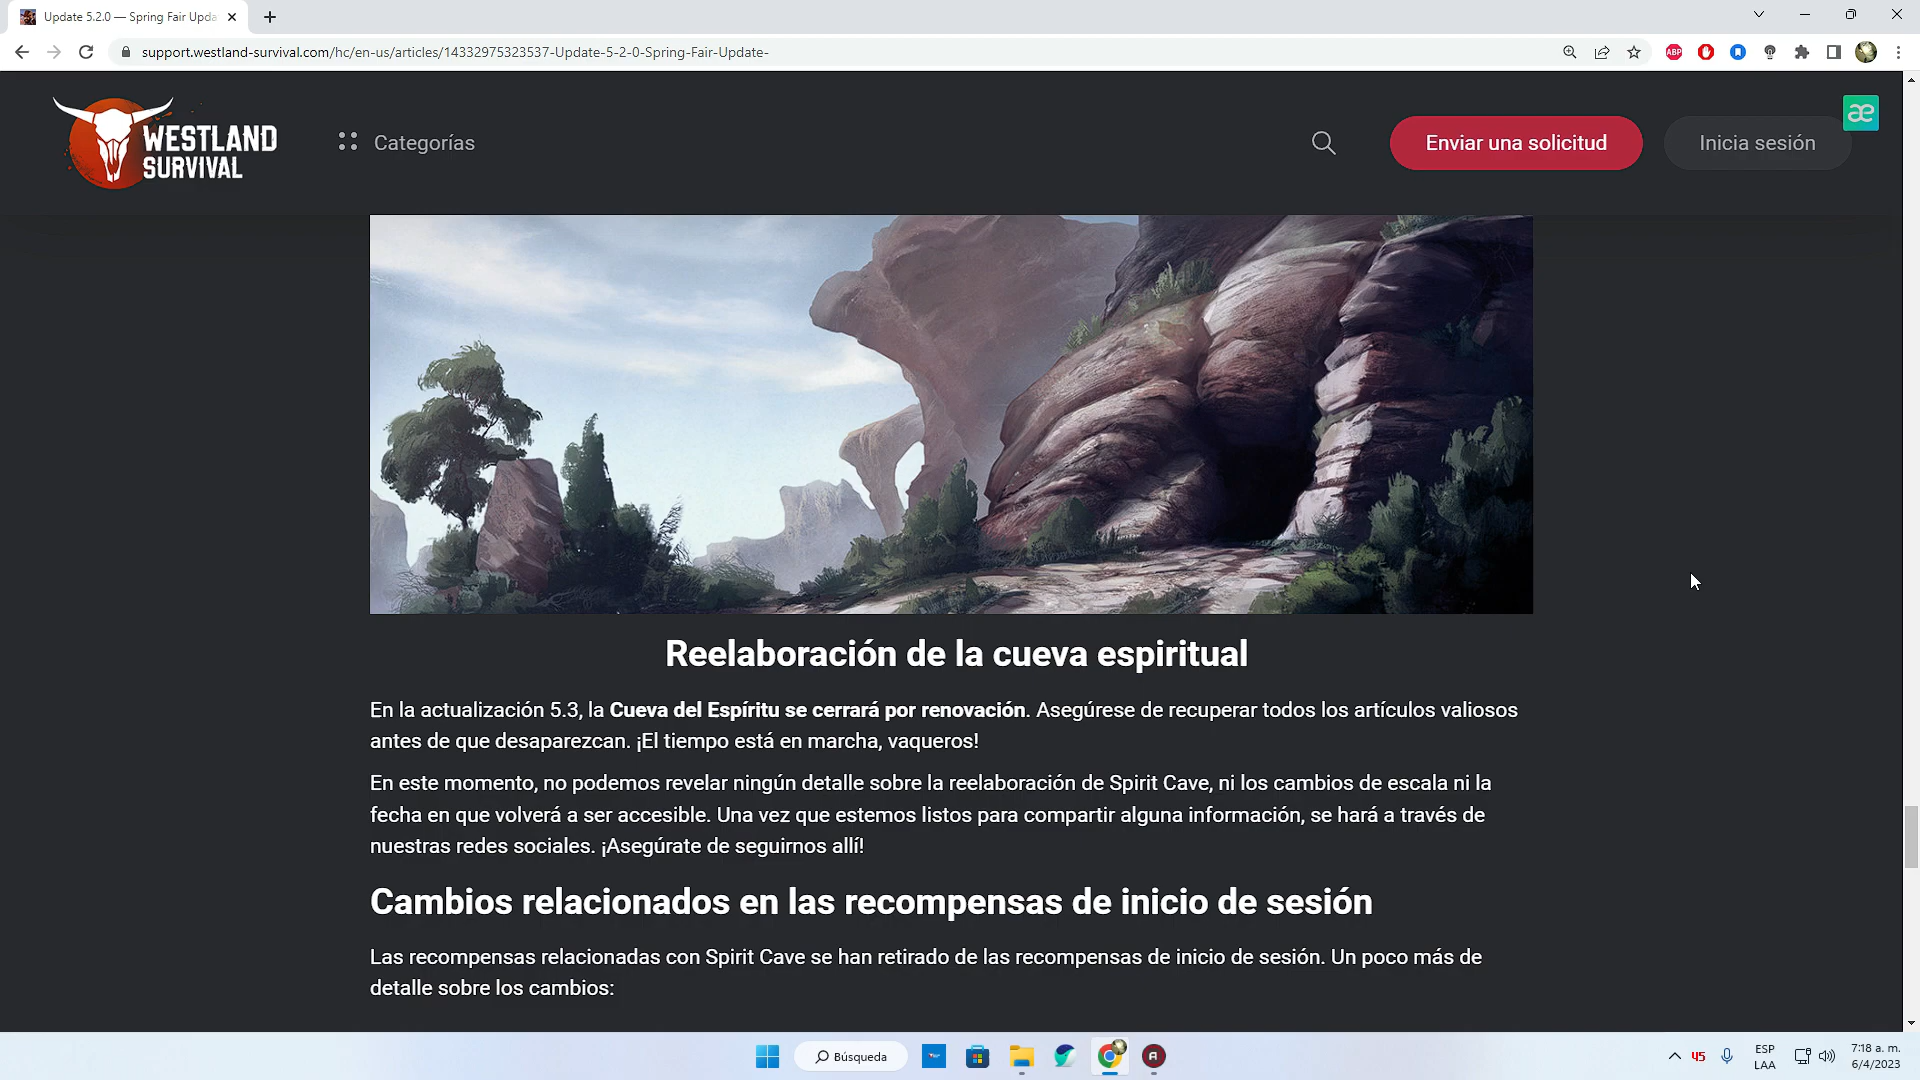 Update 5.2.0 — Spring Fair Upda
support.westland-survival.com/hc/en-us/articles/14332975323537-Update-5-2-0-Spring-Fair-Update-
ABP
WESTLAND
SURVIVAL
Categorías
Enviar una solicitud
Inicia sesión
æ
Reelaboración de la cueva espiritual
En la actualización 5.3, la Cueva del Espíritu se cerrará por renovación. Asegúrese de recuperar todos los artículos valiosos
antes de que desaparezcan. ¡El tiempo está en marcha, vaqueros!
En este momento, no podemos revelar ningún detalle sobre la reelaboración de Spirit Cave, ni los cambios de escala ni la
fecha en que volverá a ser accesible. Una vez que estemos listos para compartir alguna información, se hará a través de
nuestras redes sociales. ¡Asegúrate de seguirnos allí!
Cambios relacionados en las recompensas de inicio de sesión
Las recompensas relacionadas con Spirit Cave se han retirado de las recompensas de inicio de sesión. Un poco más de
detalle sobre los cambios:
Búsqueda
A
45
ESP
LAA
7:18 a. m.
6/4/2023